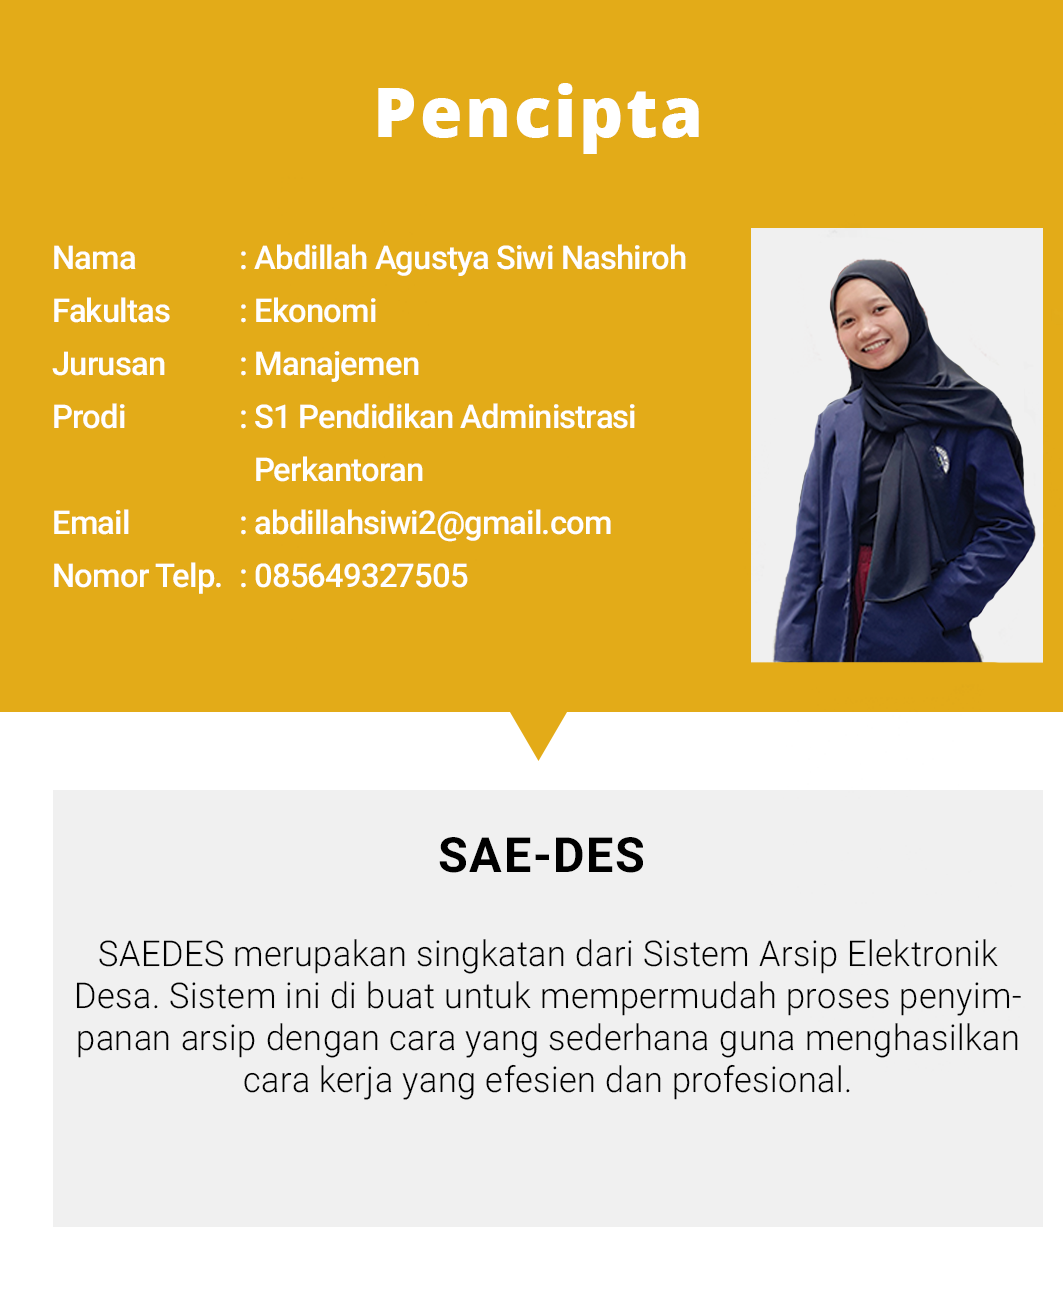 Pencipta
Nama : Abdillah Agustya Siwi Nashiroh
Fakultas : Ekonomi
Jurusan : Manajemen
Prodi : S1 Pendidikan Administrasi
Perkantoran
Email : abdillahsiwi2@gmail.com
Nomor Telp. : 085649327505
SAE-DES
SAEDES merupakan singkatan dari Sistem Arsip Elektronik
Desa. Sistem ini di buat untuk mempermudah proses penyim-
panan arsip dengan cara yang sederhana guna menghasilkan
cara kerja yang efesien dan profesional.